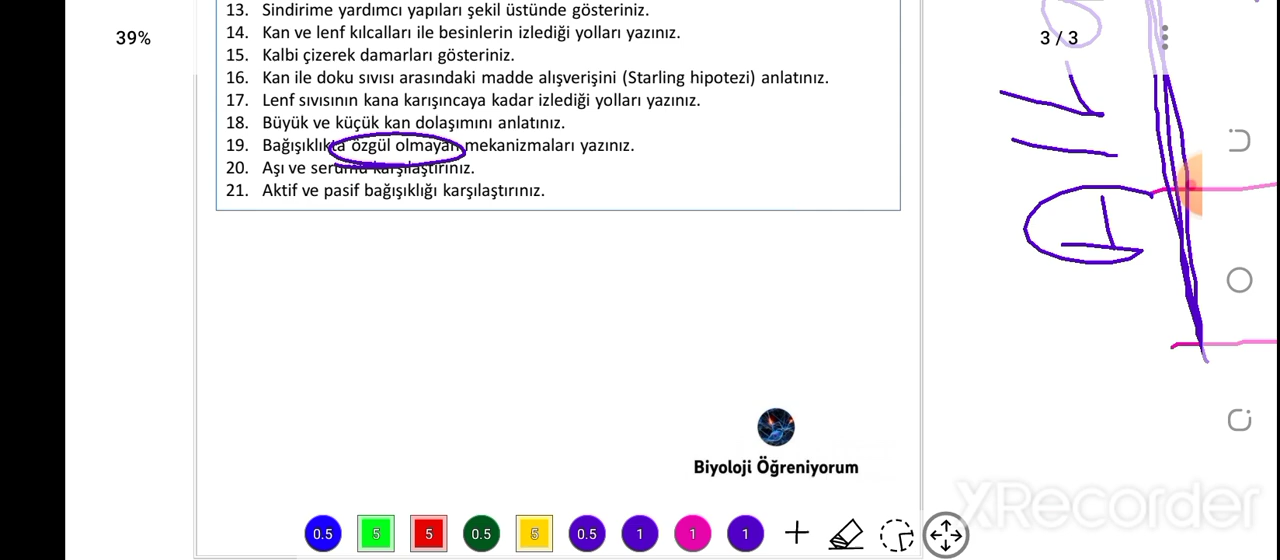 39%
3 / 3
13. Sindirime yardımcı yapıları şekil üstünde gösteriniz.
14. Kan ve lenf kılcalları ile besinlerin izlediği yolları yazınız.
15. Kalbi çizerek damarları gösteriniz.
16. Kan ile doku sıvısı arasındaki madde alışverişini (Starling hipotezi) anlatınız.
17. Lenf sıvısının kana karışıncaya kadar izlediği yolları yazınız.
18. Büyük ve küçük kan dolaşımını anlatınız.
19. Bağışıklıkta özgül olmayan mekanizmaları yazınız.
20. Aşı ve serumu karşılaştırınız.
21. Aktif ve pasif bağışıklığı karşılaştırınız.
Biyoloji Öğreniyorum
0.5 5 5 0.5 5 0.5 1 1 1
XRecorder